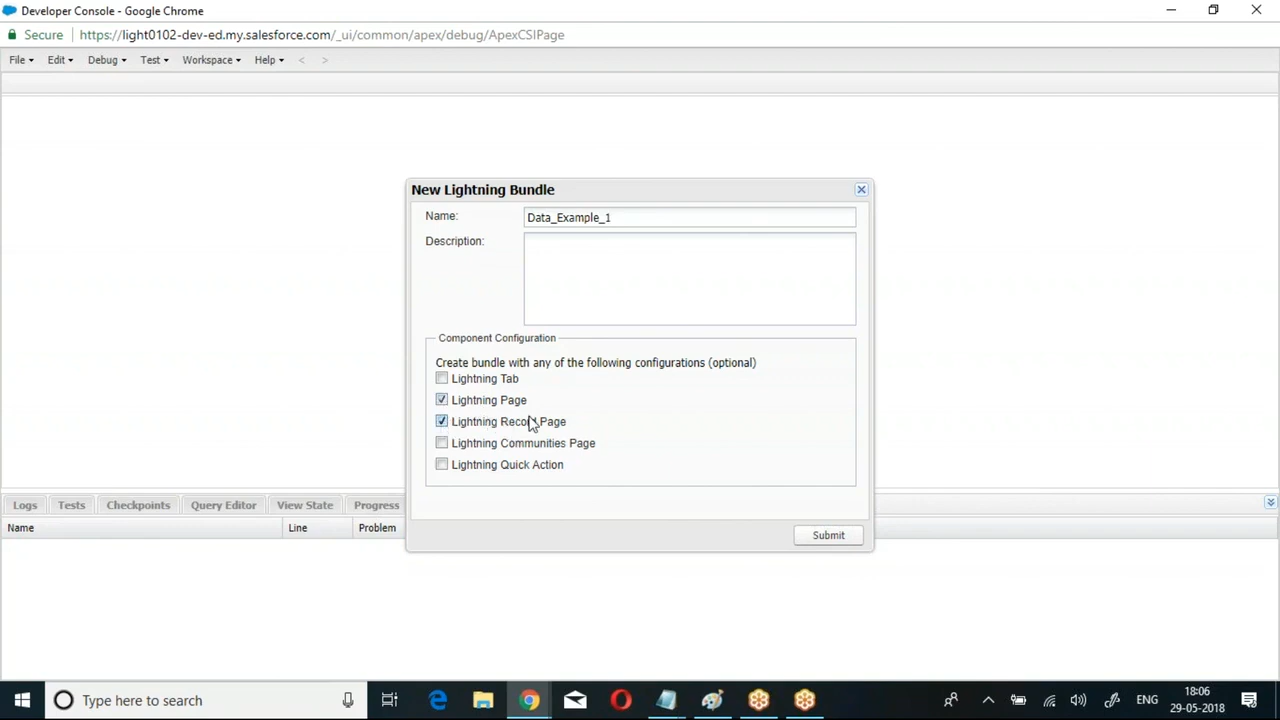 Developer Console - Google Chrome
Secure https://light0102-dev-ed.my.salesforce.com/_ui/common/apex/debug/ApexCSIPage
File Edit Debug Test Workspace Help < >
New Lightning Bundle
Name: Data_Example_1
Description:
Component Configuration
Create bundle with any of the following configurations (optional)
Lightning Tab
Lightning Page
Lightning Record Page
Lightning Communities Page
Lightning Quick Action
Submit
Logs Tests Checkpoints Query Editor View State Progress
Name Line Problem
Type here to search
ENG
18:06
29-05-2018